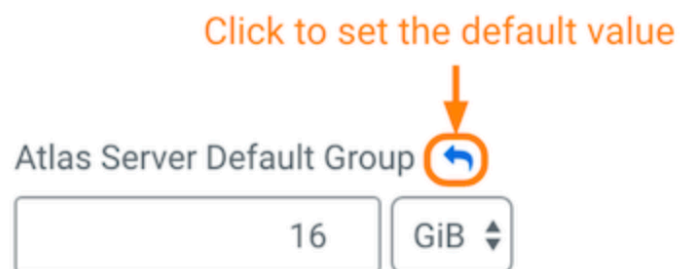 Click to set the default value
Atlas Server Default Group
16 GiB